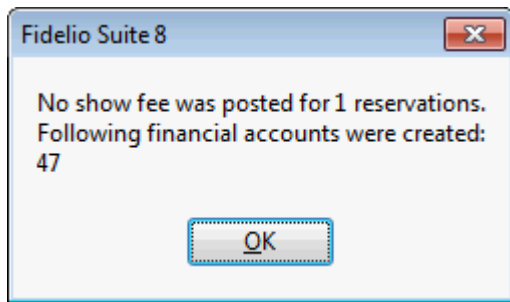 Fidelio Suite 8
No show fee was posted for 1 reservations.
Following financial accounts were created:
47
OK